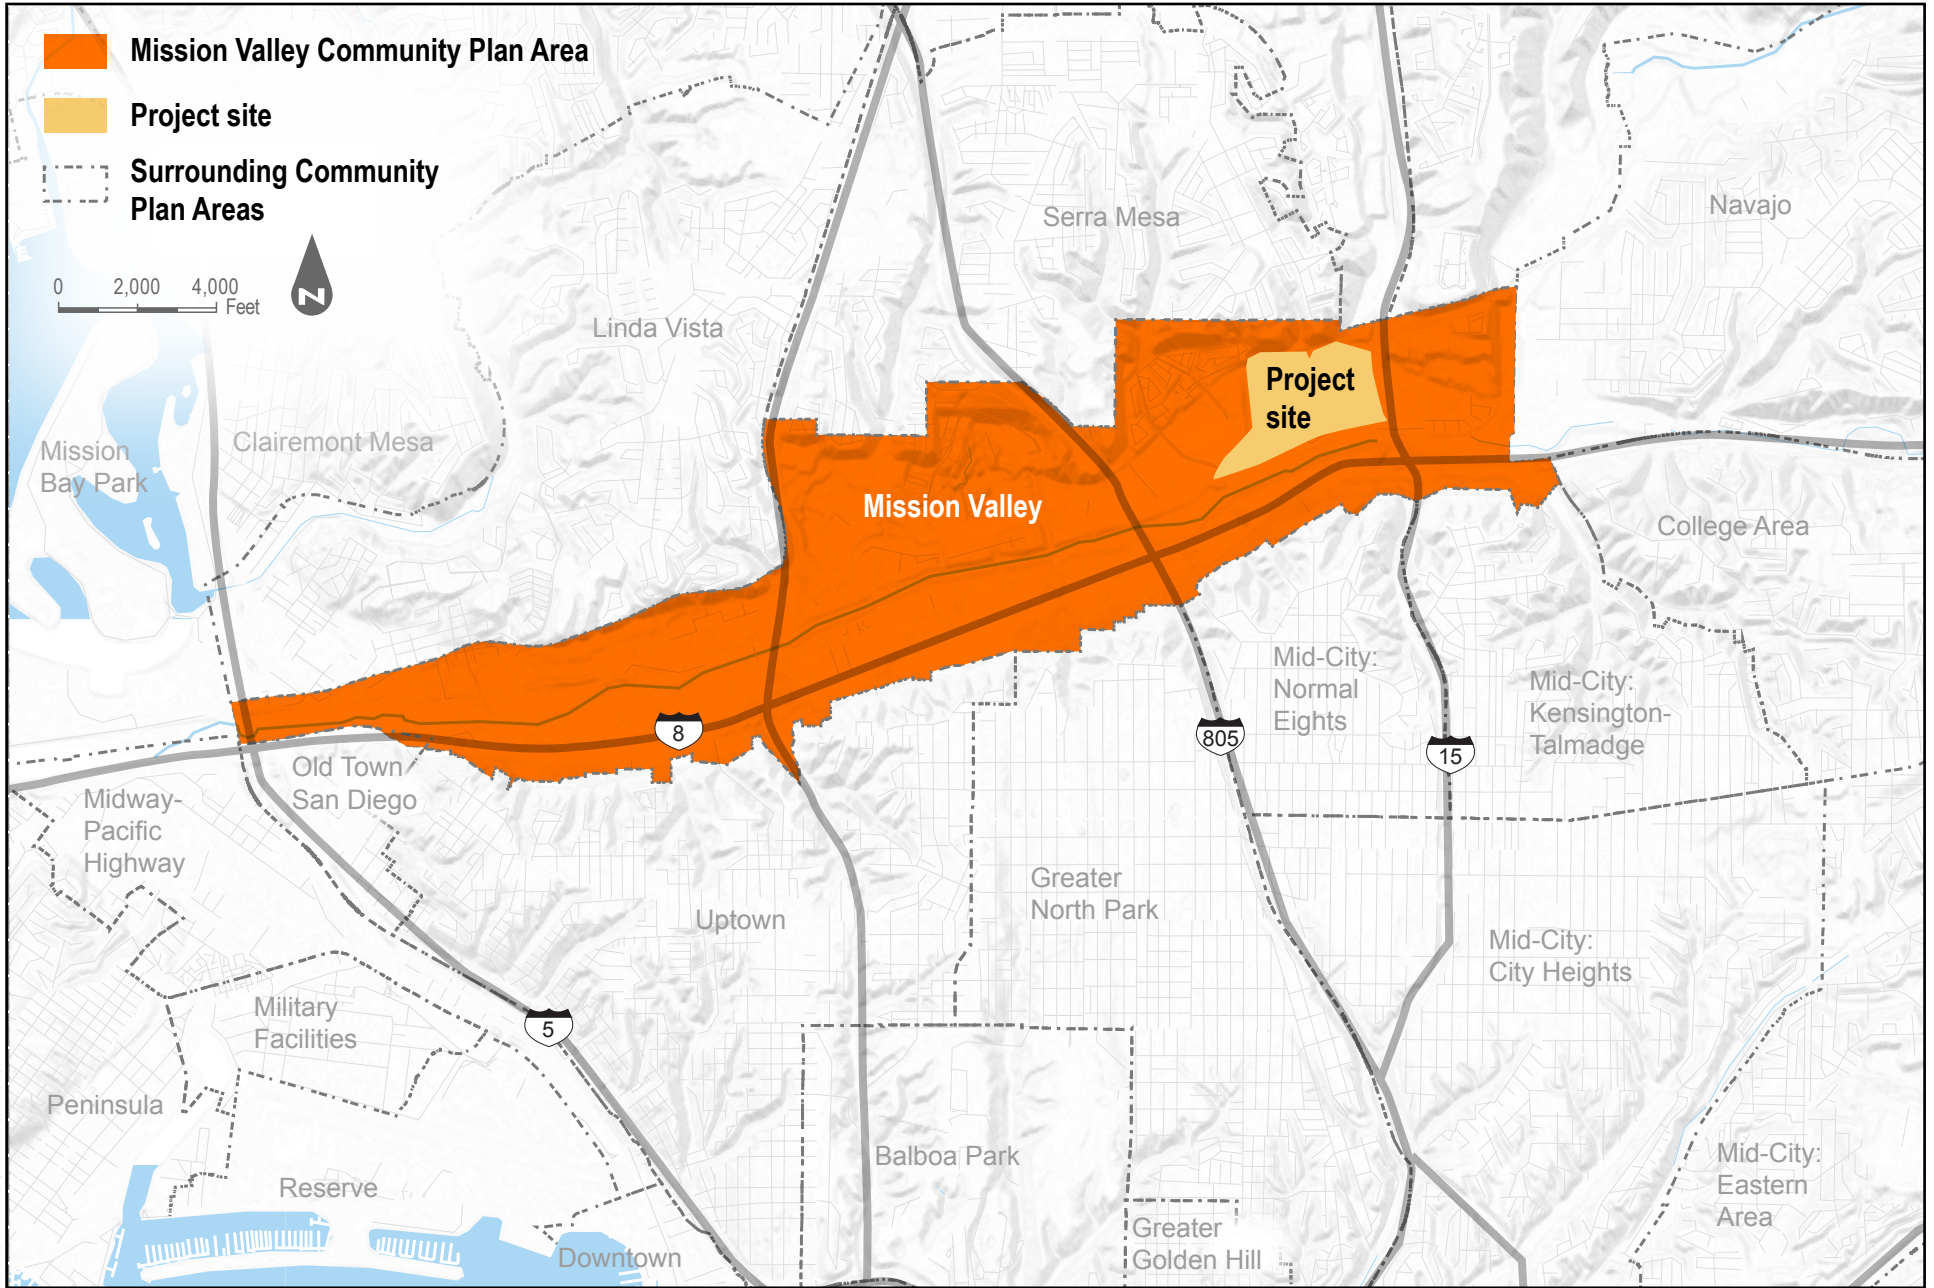 Mission Valley Community Plan Area
Project site
Surrounding Community
Plan Areas
0 2,000 4,000
Feet
N
Serra Mesa
Navajo
Linda Vista
Project
site
Mission
Bay Park
Clairemont Mesa
Mission Valley
College Area
Mid-City:
Normal
Eights
Mid-City:
Kensington-
Talmadge
8
805
15
Old Town
San Diego
Midway-
Pacific
Highway
Greater
North Park
Uptown
Mid-City:
City Heights
Military
Facilities
5
Peninsula
Balboa Park
Mid-City:
Eastern
Area
Reserve
Greater
Golden Hill
Downtown